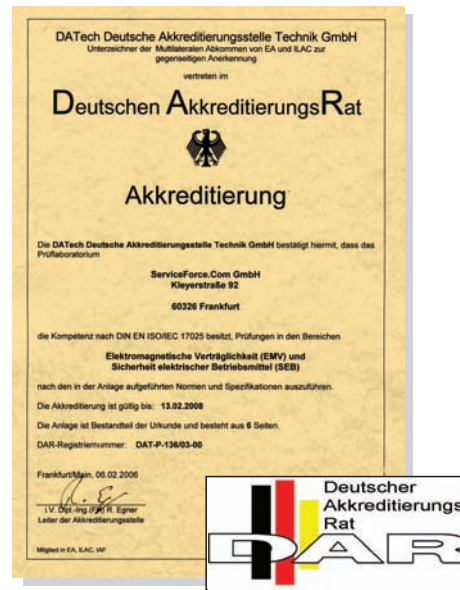 DATech Deutsche Akkreditierungsstelle Technik GmbH
Unterzeichner der Multilateralen Abkommen von EA und ILAC zur
gegenseitigen Anerkennung
vertreten im
Deutschen AkkreditierungsRat
Akkreditierung
Die DATech Deutsche Akkreditierungsstelle Technik GmbH bestätigt hiermit, dass das
Prüflaboratorium
ServiceForce.Com GmbH
Kleyerstraße 92
60326 Frankfurt
die Kompetenz nach DIN EN ISO/IEC 17025 besitzt, Prüfungen in den Bereichen
Elektromagnetische Verträglichkeit (EMV) und
Sicherheit elektrischer Betriebsmittel (SEB)
nach den in der Anlage aufgeführten Normen und Spezifikationen auszuführen.
Die Akkreditierung ist gültig bis: 13.02.2008
Die Anlage ist Bestandteil der Urkunde und besteht aus 6 Seiten.
DAR-Registriernummer: DAT-P-136/03-00
Frankfurt/Main, 06.02.2006
i.V. Dipl.-Ing.(FH) R. Egner
Leiter der Akkreditierungsstelle
Mitglied in EA, ILAC, IAF
Deutscher
Akkreditierungs
Rat
DAR